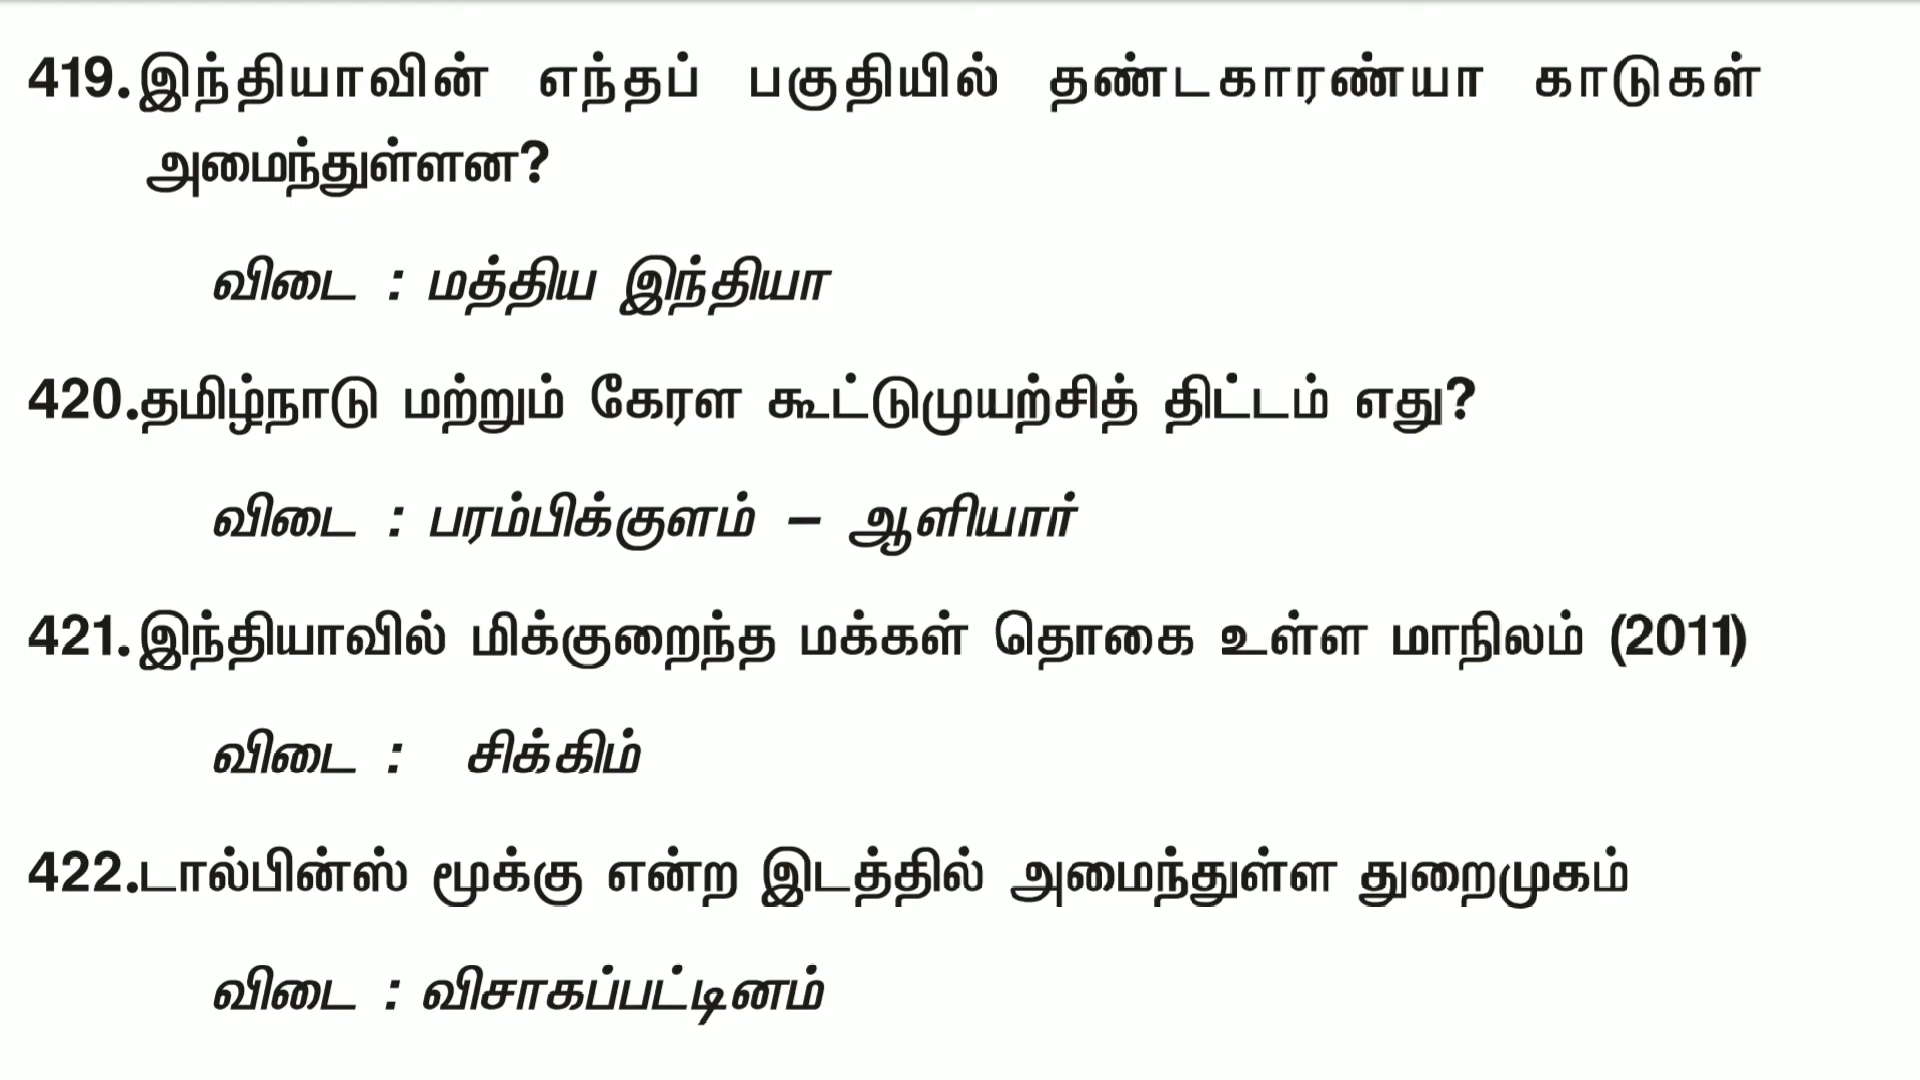 419.இந்தியாவின் எந்தப் பகுதியில் தண்டகாரண்யா காடுகள்
அமைந்துள்ளன?
விடை : மத்திய இந்தியா
420.தமிழ்நாடு மற்றும் கேரள கூட்டுமுயற்சித் திட்டம் எது?
விடை : பரம்பிக்குளம் – ஆளியார்
421.இந்தியாவில் மிக்குறைந்த மக்கள் தொகை உள்ள மாநிலம் (2011)
விடை : சிக்கிம்
422.டால்பின்ஸ் மூக்கு என்ற இடத்தில் அமைந்துள்ள துறைமுகம்
விடை : விசாகப்பட்டினம்